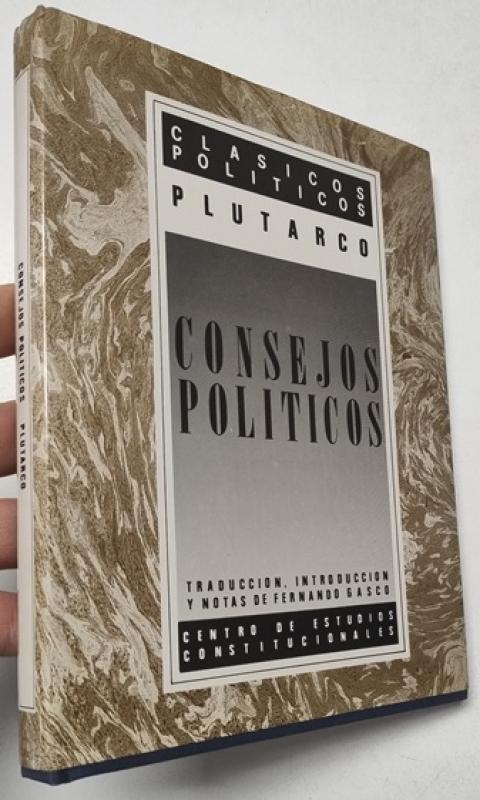 CLASICOS
POLITICOS
PLUTARCO
CONSEJOS
POLITICOS
TRADUCCION, INTRODUCCION
Y NOTAS DE FERNANDO GASCO
CENTRO DE ESTUDIOS
CONSTITUCIONALES
CONSEJOS POLITICOS PLUTARCO